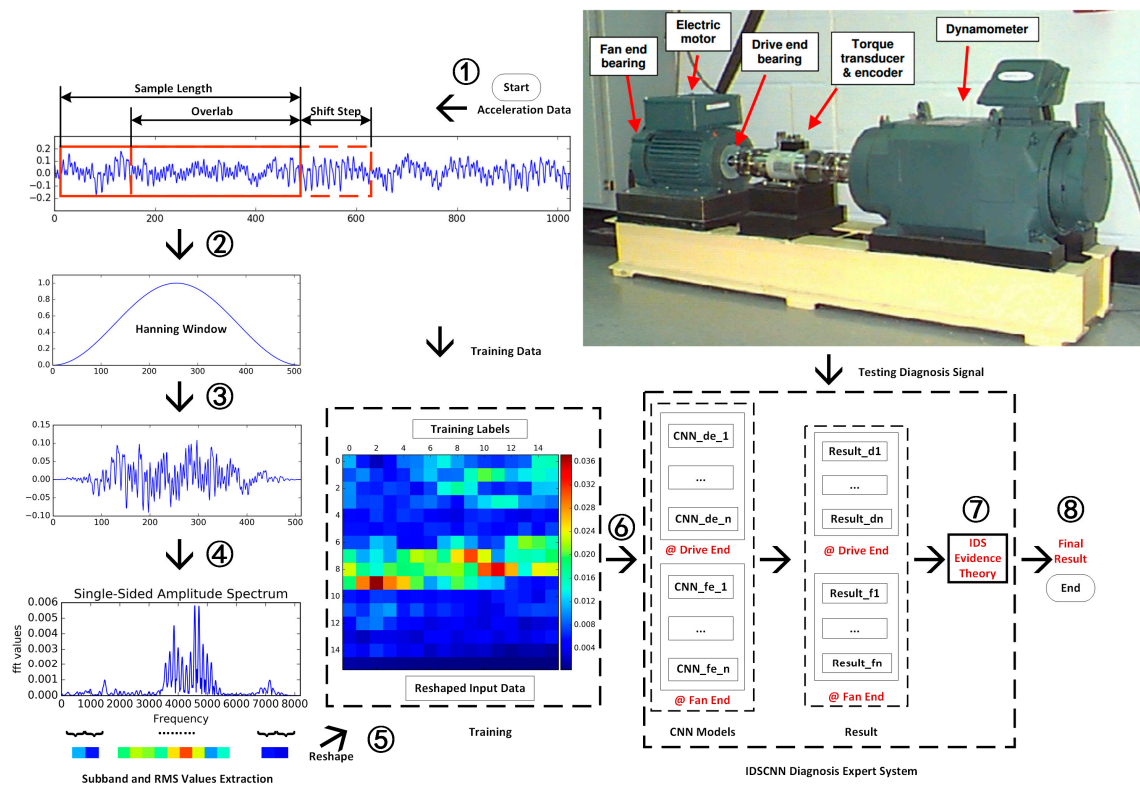 ①
Start
Acceleration Data
Sample Length
Overlab
Shift Step
0.2
0.1
0.0
−0.1
−0.2
0 200 400 600 800 1000
②
1.0
0.8
0.6
0.4
0.2
0.0
Hanning Window
0 100 200 300 400 500
③
0.15
0.10
0.05
0.00
−0.05
−0.10
0 100 200 300 400 500
④
Single-Sided Amplitude Spectrum
fft values
0.006
0.005
0.004
0.003
0.002
0.001
0.000
0 1000 2000 3000 4000 5000 6000 7000 8000
Frequency
.........
Subband and RMS Values Extraction
Reshape
⑤
Training Data
Training Labels
0 2 4 6 8 10 12 14
0
2
4
6
8
10
12
14
0.036
0.032
0.028
0.024
0.020
0.016
0.012
0.008
0.004
Reshaped Input Data
Training
⑥
Fan end
bearing
Electric
motor
Drive end
bearing
Torque
transducer
& encoder
Dynamometer
Testing Diagnosis Signal
CNN_de_1
...
CNN_de_n
@ Drive End
CNN_fe_1
...
CNN_fe_n
@ Fan End
CNN Models
Result_d1
...
Result_dn
@ Drive End
Result_f1
...
Result_fn
@ Fan End
Result
⑦
IDS
Evidence
Theory
⑧
Final
Result
End
IDSCNN Diagnosis Expert System